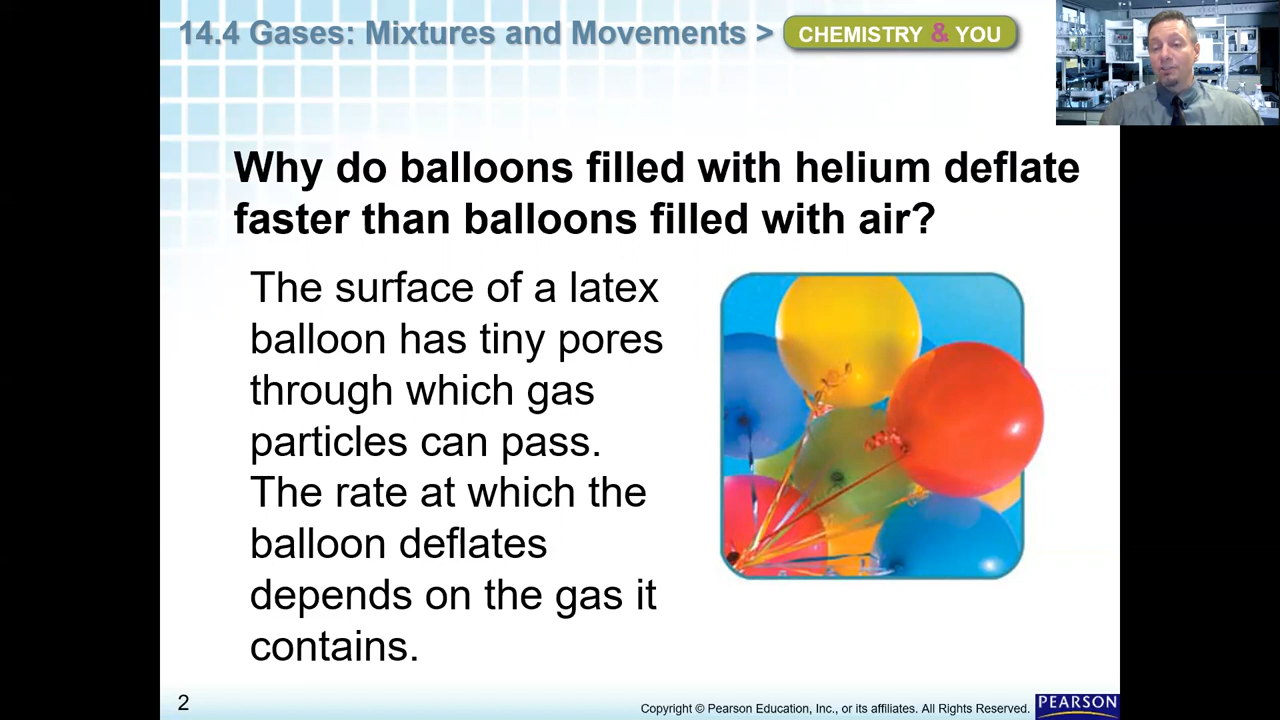 14.4 Gases: Mixtures and Movements > CHEMISTRY & YOU
Why do balloons filled with helium deflate
faster than balloons filled with air?
The surface of a latex
balloon has tiny pores
through which gas
particles can pass.
The rate at which the
balloon deflates
depends on the gas it
contains.
2
Copyright © Pearson Education, Inc., or its affiliates. All Rights Reserved.
PEARSON